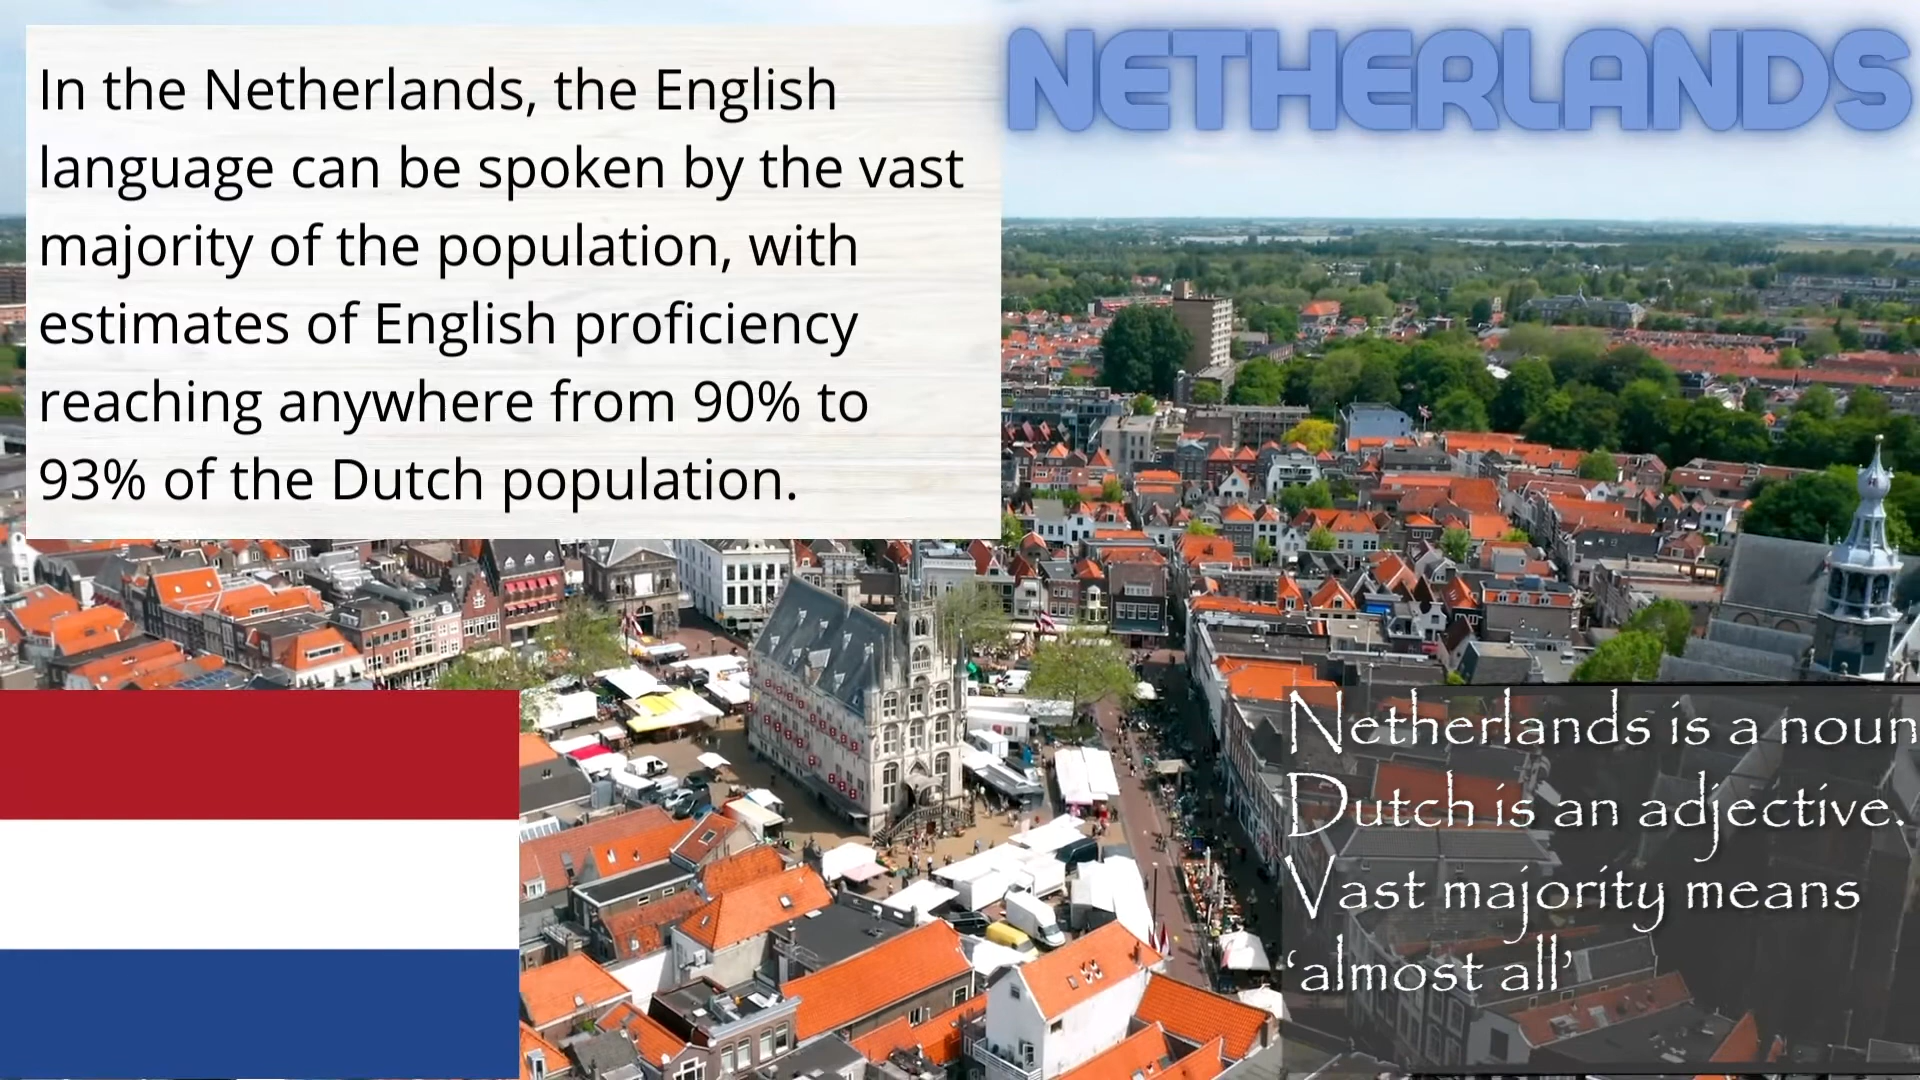 In the Netherlands, the English
language can be spoken by the vast
majority of the population, with
estimates of English proficiency
reaching anywhere from 90% to
93% of the Dutch population.
NETHERLANDS
Netherlands is a noun
Dutch is an adjective.
Vast majority means
‘almost all’